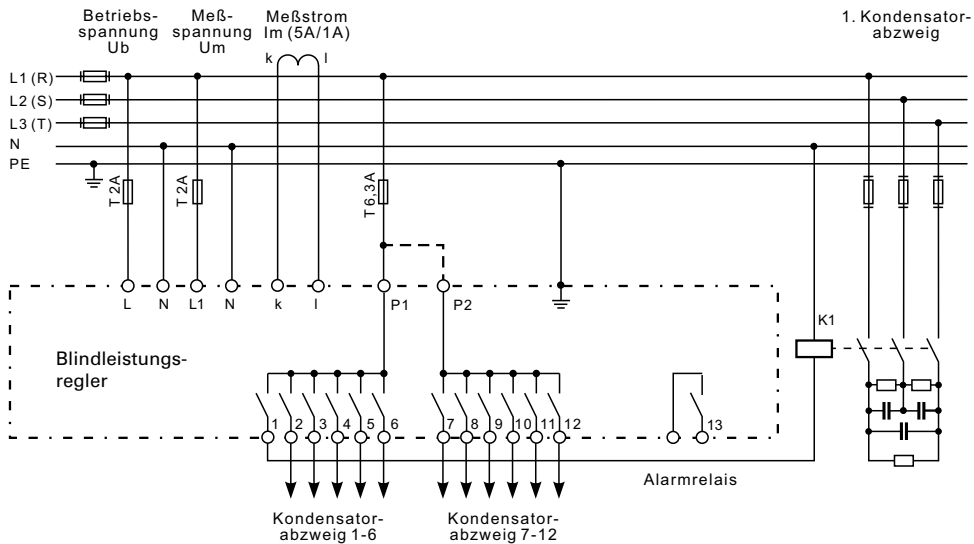 Betriebs-
spannung
Ub
Meß-
spannung
Um
Meßstrom
Im (5A/1A)
k l
1. Kondensator-
abzweig
L1 (R)
L2 (S)
L3 (T)
N
PE
T 2A
T 2A
T 6,3 A
L N L1 N k l P1 P2
K1
Blindleistungs-
regler
1 2 3 4 5 6 7 8 9 10 11 12 13
Alarmrelais
Kondensator-
abzweig 1-6
Kondensator-
abzweig 7-12